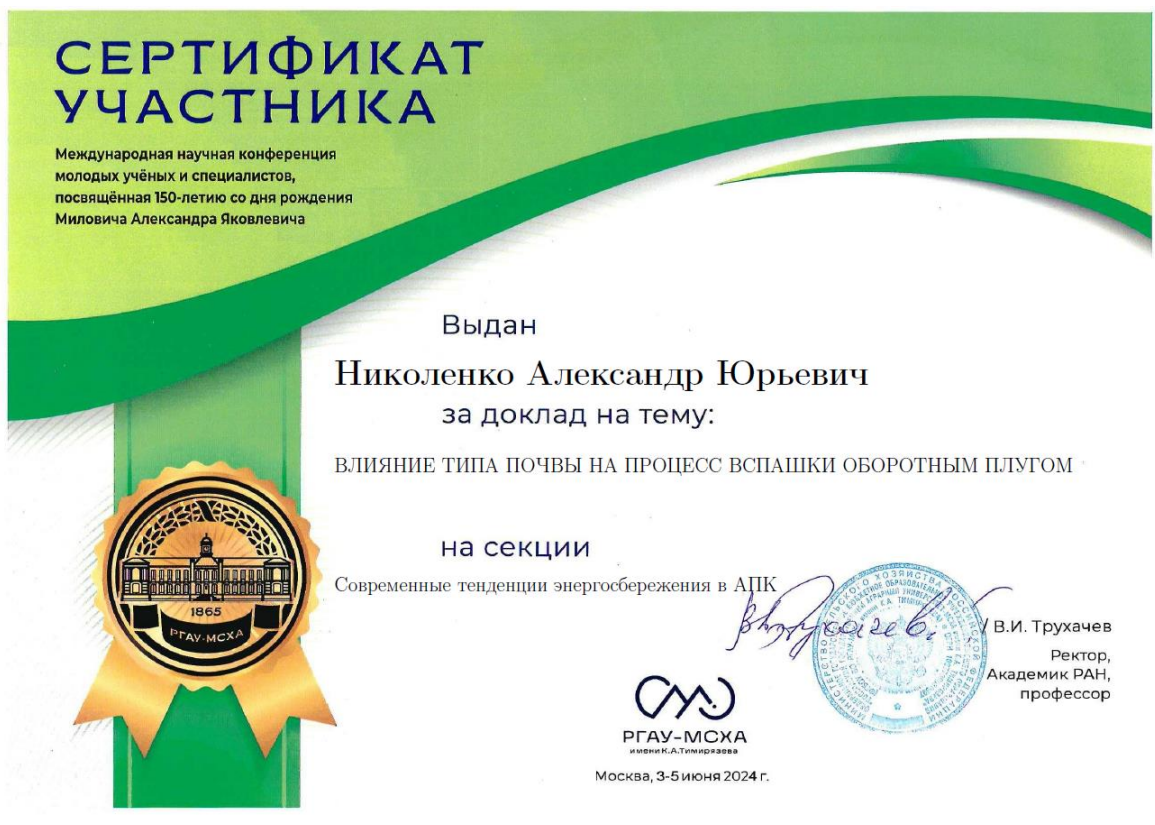 СЕРТИФИКАТ
УЧАСТНИКА
Международная научная конференция
молодых учёных и специалистов,
посвящённая 150-летию со дня рождения
Миловича Александра Яковлевича
Выдан
Николенко Александр Юрьевич
за доклад на тему:
ВЛИЯНИЕ ТИПА ПОЧВЫ НА ПРОЦЕСС ВСПАШКИ ОБОРОТНЫМ ПЛУГОМ
на секции
Современные тенденции энергосбережения в АПК
1865
РГАУ-МСХА
/ В.И. Трухачев
Ректор,
Академик РАН,
профессор
РГАУ-МСХА
имени К.А.Тимирязева
Москва, 3-5 июня 2024 г.